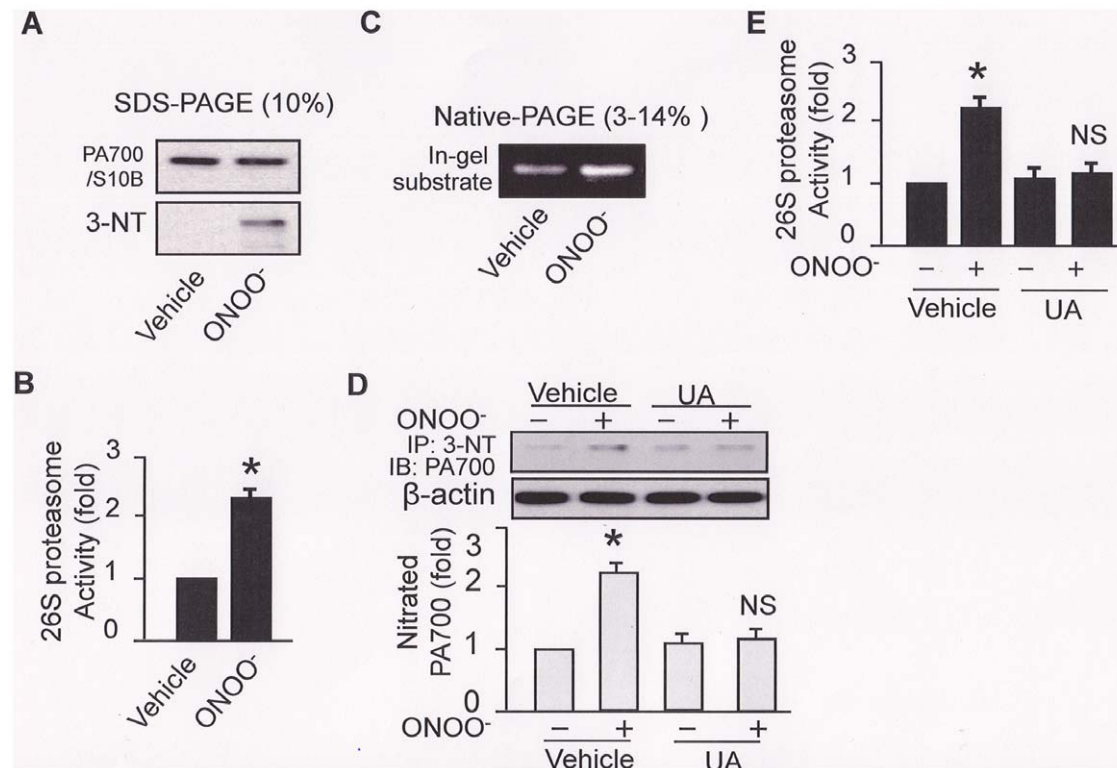 A
SDS-PAGE (10%)
PA700
/S10B
3-NT
Vehicle
ONOO⁻
B
26S proteasome
Activity (fold)
3
2
1
0
*
Vehicle
ONOO⁻
C
Native-PAGE (3-14% )
In-gel
substrate
Vehicle
ONOO⁻
D
Vehicle UA
ONOO⁻ − + − +
IP: 3-NT
IB: PA700
β-actin
Nitrated
PA700 (fold)
3
2
1
0
*
NS
ONOO⁻ − + − +
Vehicle UA
E
26S proteasome
Activity (fold)
3
2
1
0
*
NS
ONOO⁻ − + − +
Vehicle UA